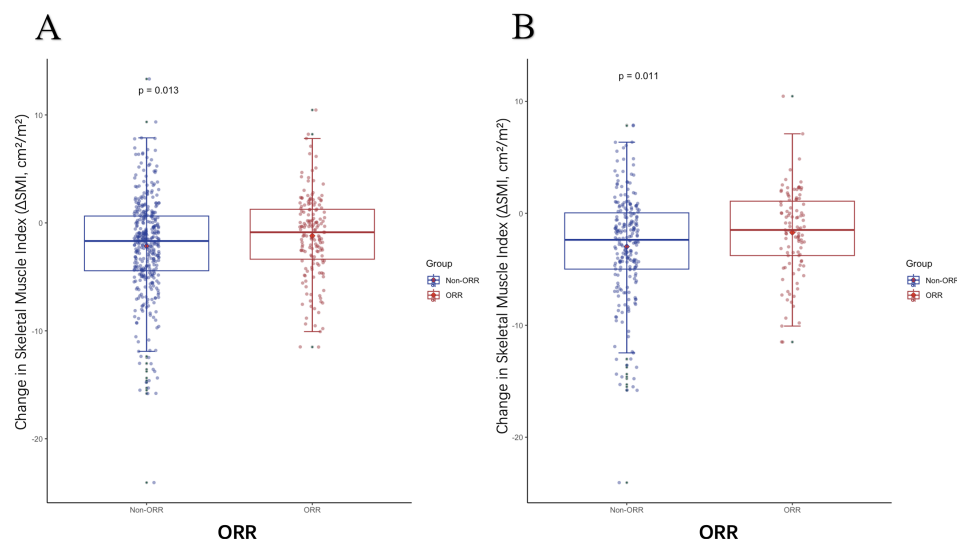 A
p = 0.013
Change in Skeletal Muscle Index (ΔSMI, cm²/m²)
10
0
-10
-20
Non-ORR
ORR
ORR
Group
Non-ORR
ORR
B
p = 0.011
Change in Skeletal Muscle Index (ΔSMI, cm²/m²)
10
0
-10
-20
Non-ORR
ORR
ORR
Group
Non-ORR
ORR